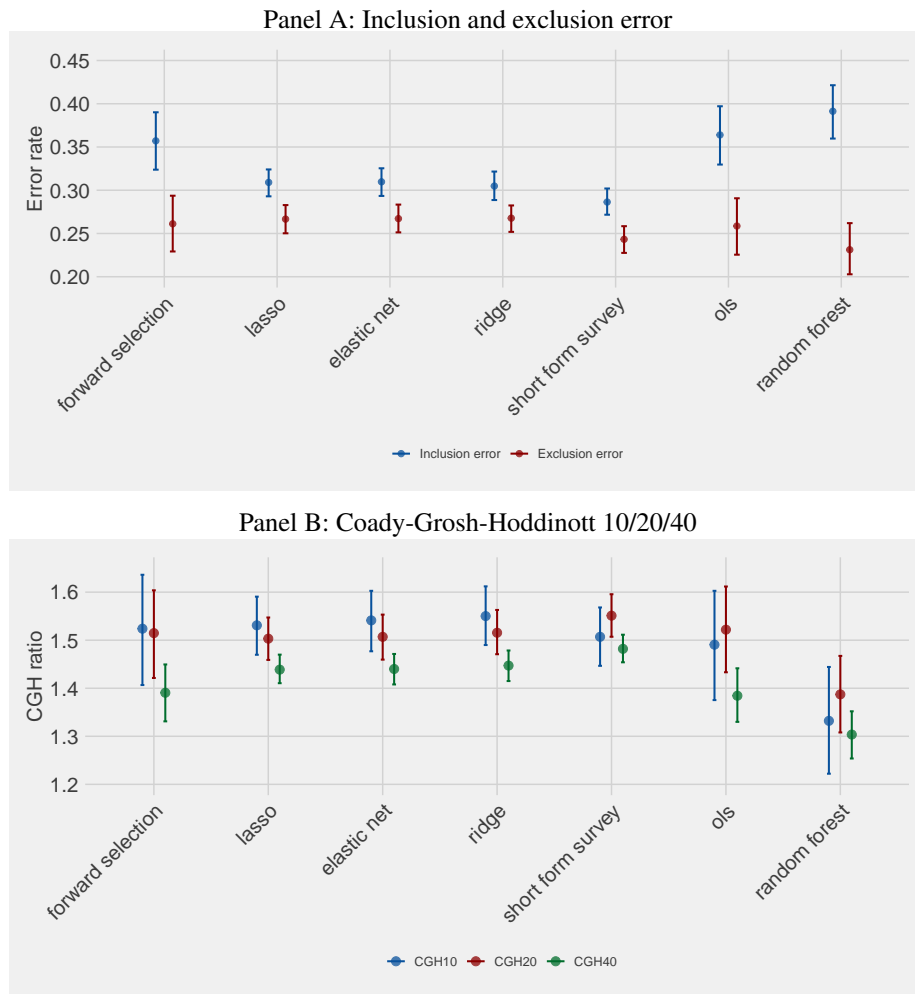 Panel A: Inclusion and exclusion error
Error rate
0.45
0.40
0.35
0.30
0.25
0.20
forward selection
lasso
elastic net
ridge
short form survey
ols
random forest
Inclusion error
Exclusion error
Panel B: Coady-Grosh-Hoddinott 10/20/40
CGH ratio
1.6
1.5
1.4
1.3
1.2
forward selection
lasso
elastic net
ridge
short form survey
ols
random forest
CGH10
CGH20
CGH40